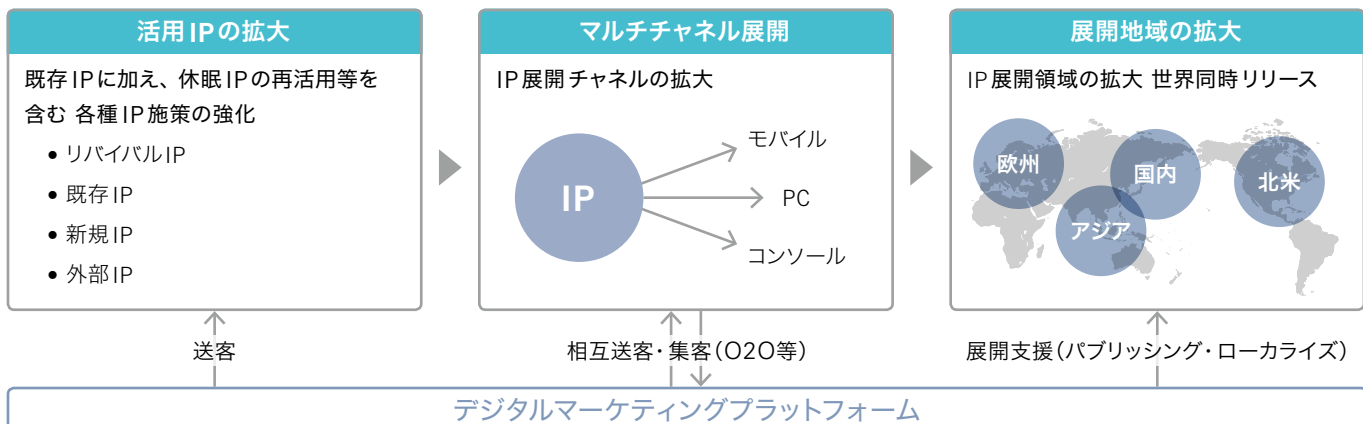 活用IPの拡大
既存IPに加え、休眠IPの再活用等を
含む 各種IP施策の強化
• リバイバルIP
• 既存IP
• 新規IP
• 外部IP
マルチチャネル展開
IP展開チャネルの拡大
IP
モバイル
PC
コンソール
展開地域の拡大
IP展開領域の拡大 世界同時リリース
欧州
国内
北米
アジア
送客
相互送客・集客(O2O等)
展開支援(パブリッシング・ローカライズ)
デジタルマーケティングプラットフォーム